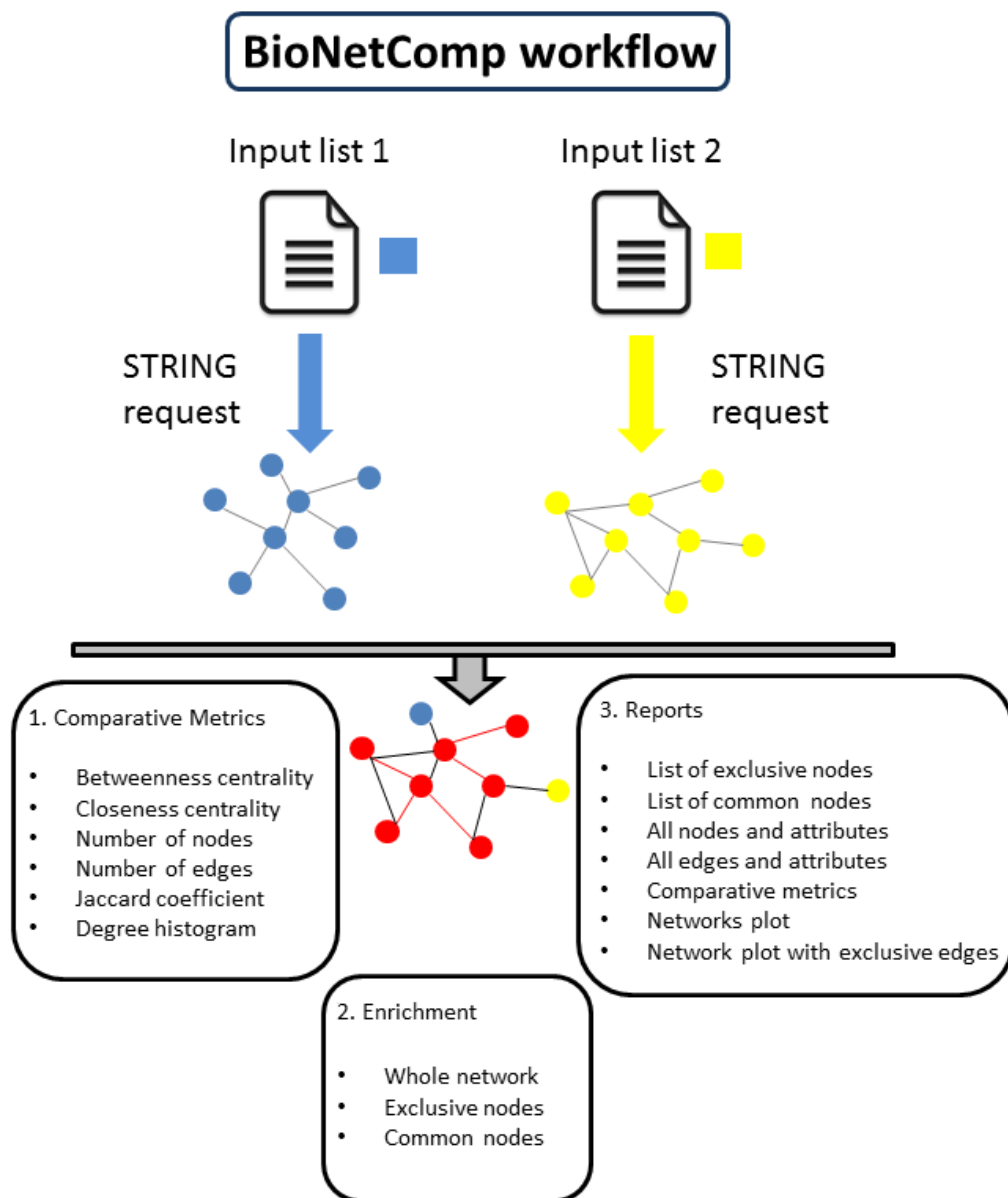 BioNetComp workflow
Input list 1
Input list 2
STRING
request
STRING
request
1. Comparative Metrics
• Betweenness centrality
• Closeness centrality
• Number of nodes
• Number of edges
• Jaccard coefficient
• Degree histogram
3. Reports
• List of exclusive nodes
• List of common nodes
• All nodes and attributes
• All edges and attributes
• Comparative metrics
• Networks plot
• Network plot with exclusive edges
2. Enrichment
• Whole network
• Exclusive nodes
• Common nodes